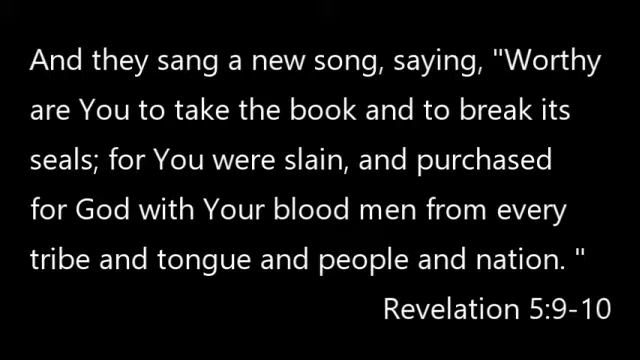 And they sang a new song, saying, "Worthy
are You to take the book and to break its
seals; for You were slain, and purchased
for God with Your blood men from every
tribe and tongue and people and nation. "
Revelation 5:9-10